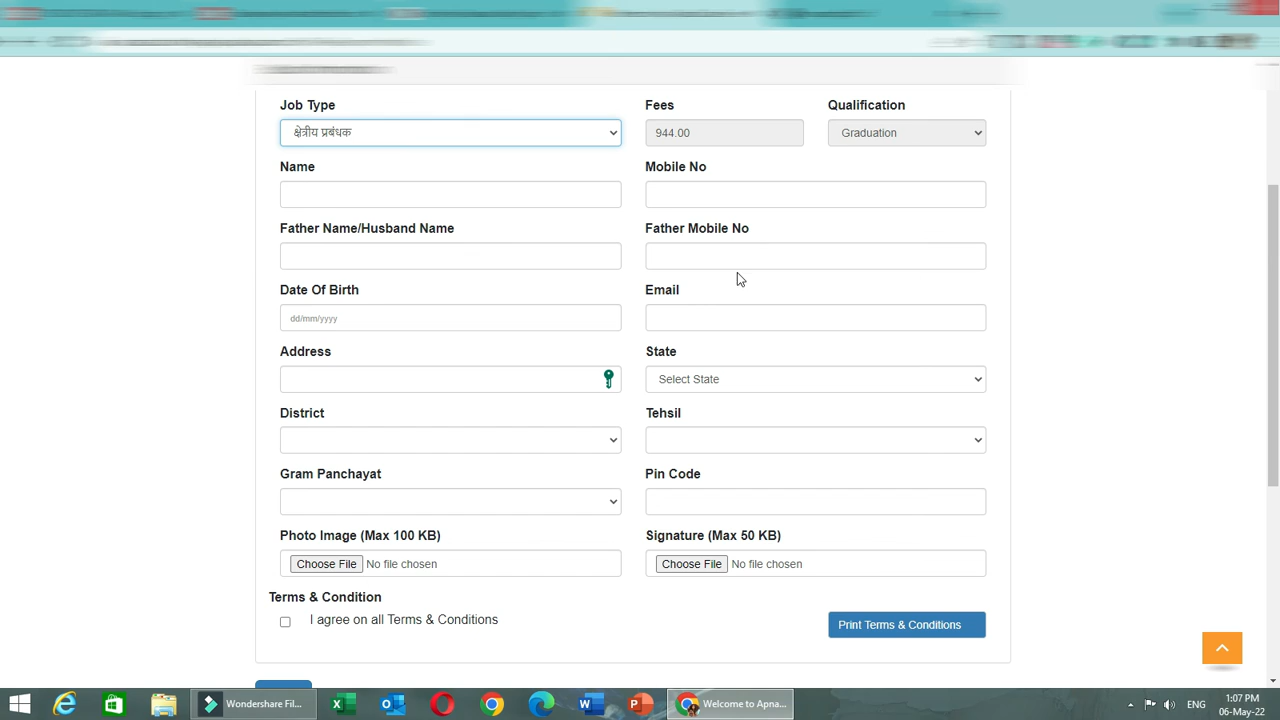 Job Type
Fees
Qualification
क्षेत्रीय प्रबंधक
944.00
Graduation
Name
Mobile No
Father Name/Husband Name
Father Mobile No
Date Of Birth
Email
dd/mm/yyyy
Address
State
Select State
District
Tehsil
Gram Panchayat
Pin Code
Photo Image (Max 100 KB)
Signature (Max 50 KB)
Choose File No file chosen
Choose File No file chosen
Terms & Condition
I agree on all Terms & Conditions
Print Terms & Conditions
Wondershare Fil...
Welcome to Apna...
ENG
1:07 PM
06-May-22